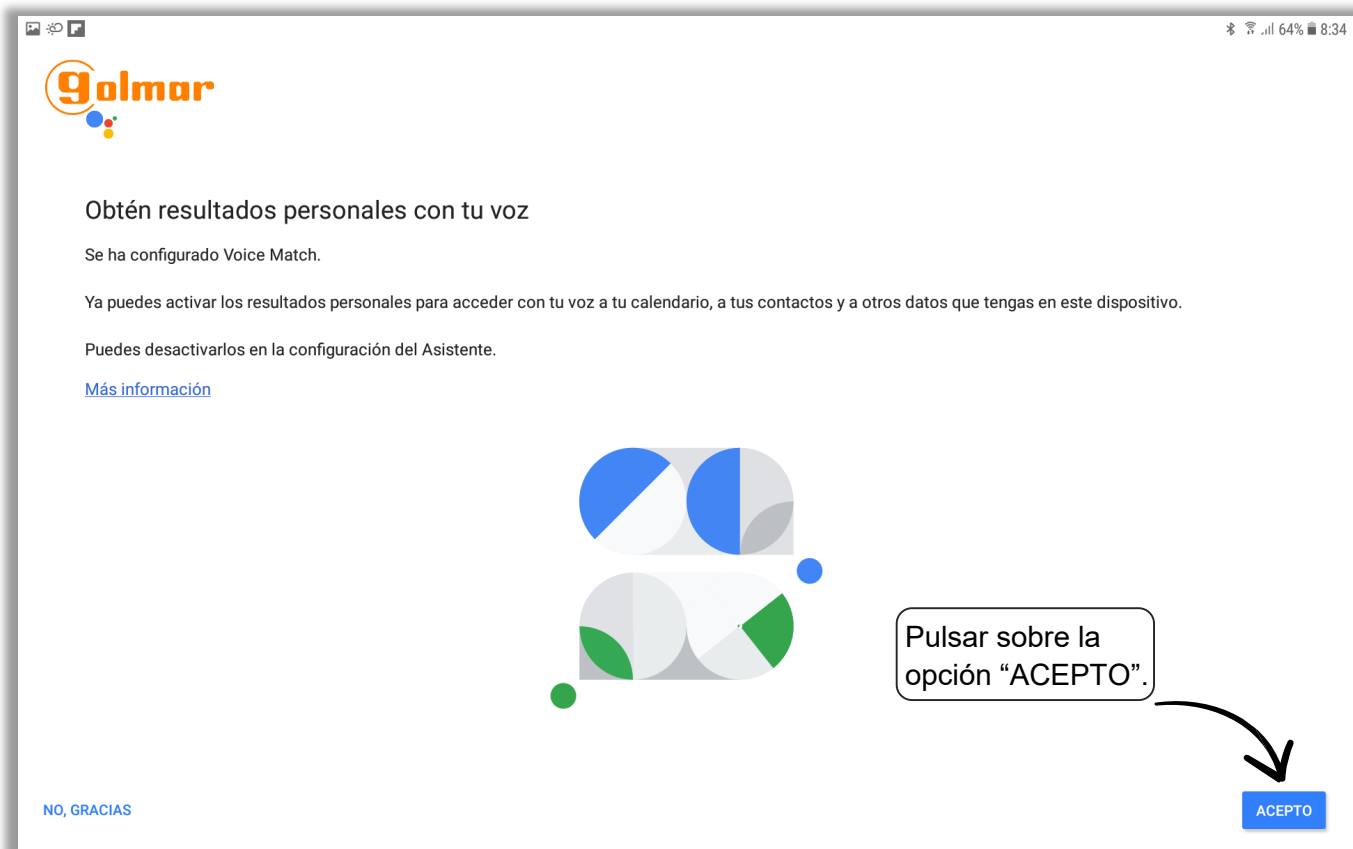 64% 8:34
golmar
Obtén resultados personales con tu voz
Se ha configurado Voice Match.
Ya puedes activar los resultados personales para acceder con tu voz a tu calendario, a tus contactos y a otros datos que tengas en este dispositivo.
Puedes desactivarlos en la configuración del Asistente.
Más información
Pulsar sobre la
opción “ACEPTO”.
NO, GRACIAS
ACEPTO